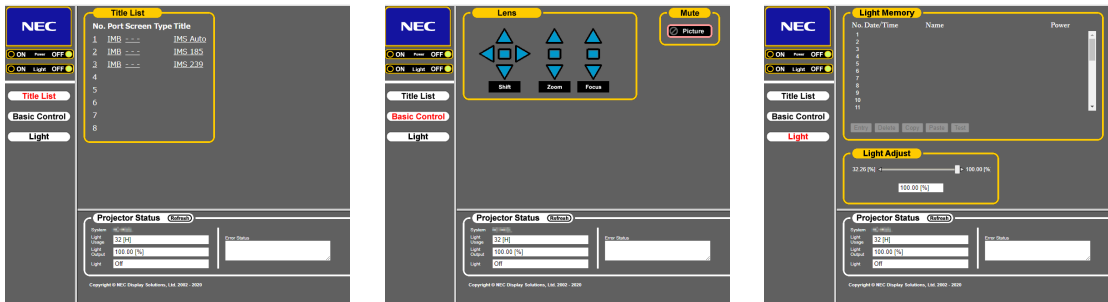 NEC
ON Power OFF
ON Light OFF
Title List
Basic Control
Light
Title List
No. Port Screen Type Title
1 IMB - - - IMS Auto
2 IMB - - - IMS 185
3 IMB - - - IMS 239
4
5
6
7
8
Projector Status Refresh
System
Light Usage 32 [H]
Light Output 100.00 [%]
Light Off
Error Status
Copyright © NEC Display Solutions, Ltd. 2002 - 2020
NEC
ON Power OFF
ON Light OFF
Title List
Basic Control
Light
Lens
Shift Zoom Focus
Mute
Picture
Projector Status Refresh
System
Light Usage 32 [H]
Light Output 100.00 [%]
Light Off
Error Status
Copyright © NEC Display Solutions, Ltd. 2002 - 2020
NEC
ON Power OFF
ON Light OFF
Title List
Basic Control
Light
Light Memory
No. Date/Time Name Power
1
2
3
4
5
6
7
8
9
10
11
Entry Delete Copy Paste Test
Light Adjust
32.26 [%] 100.00 [%
100.00 [%]
Projector Status Refresh
System
Light Usage 32 [H]
Light Output 100.00 [%]
Light Off
Error Status
Copyright © NEC Display Solutions, Ltd. 2002 - 2020